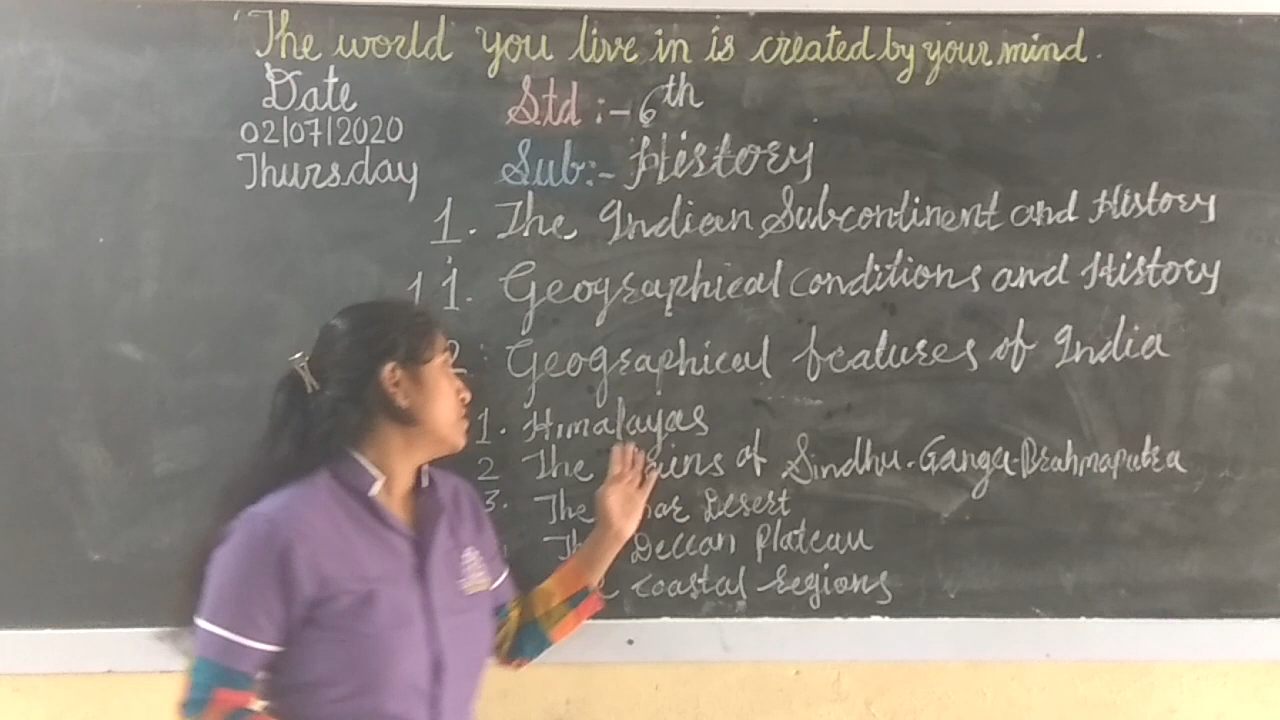 'The world you live in is created by your mind.
Date
02/07/2020
Thursday
Std :- 6th
Sub:- History
1. The Indian Subcontinent and History
1.1. Geographical conditions and History
2. Geographical features of India
1. Himalayas
2 The of Sindhu-Ganga-Brahmaputra
3. The Desert
Deccan Plateau
coastal regions